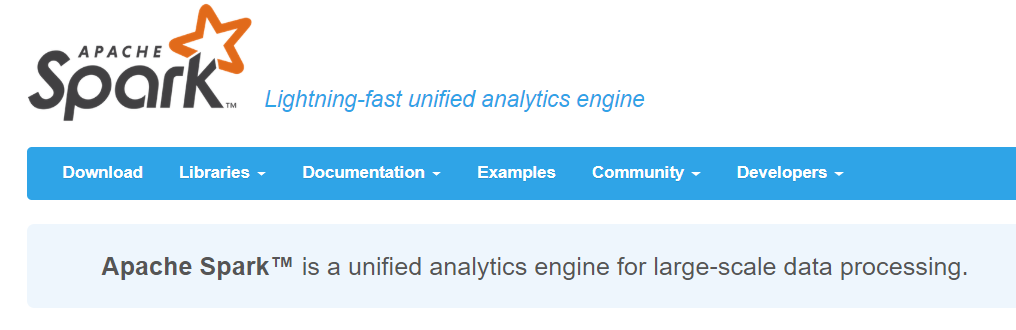 APACHE
Spark™
Lightning-fast unified analytics engine
Download Libraries Documentation Examples Community Developers
Apache Spark™ is a unified analytics engine for large-scale data processing.